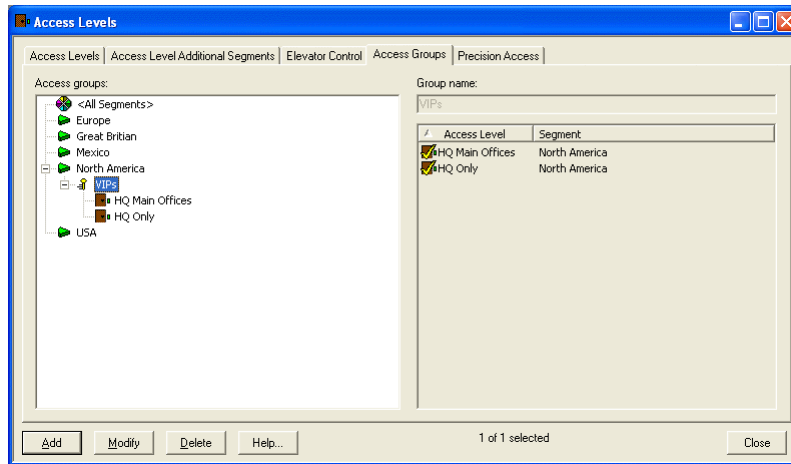 Access Levels
Access Levels Access Level Additional Segments Elevator Control Access Groups Precision Access
Access groups:
<All Segments>
Europe
Great Britian
Mexico
North America
VIPs
HQ Main Offices
HQ Only
USA
Group name:
VIPs
Access Level Segment
HQ Main Offices North America
HQ Only North America
Add Modify Delete Help... 1 of 1 selected Close